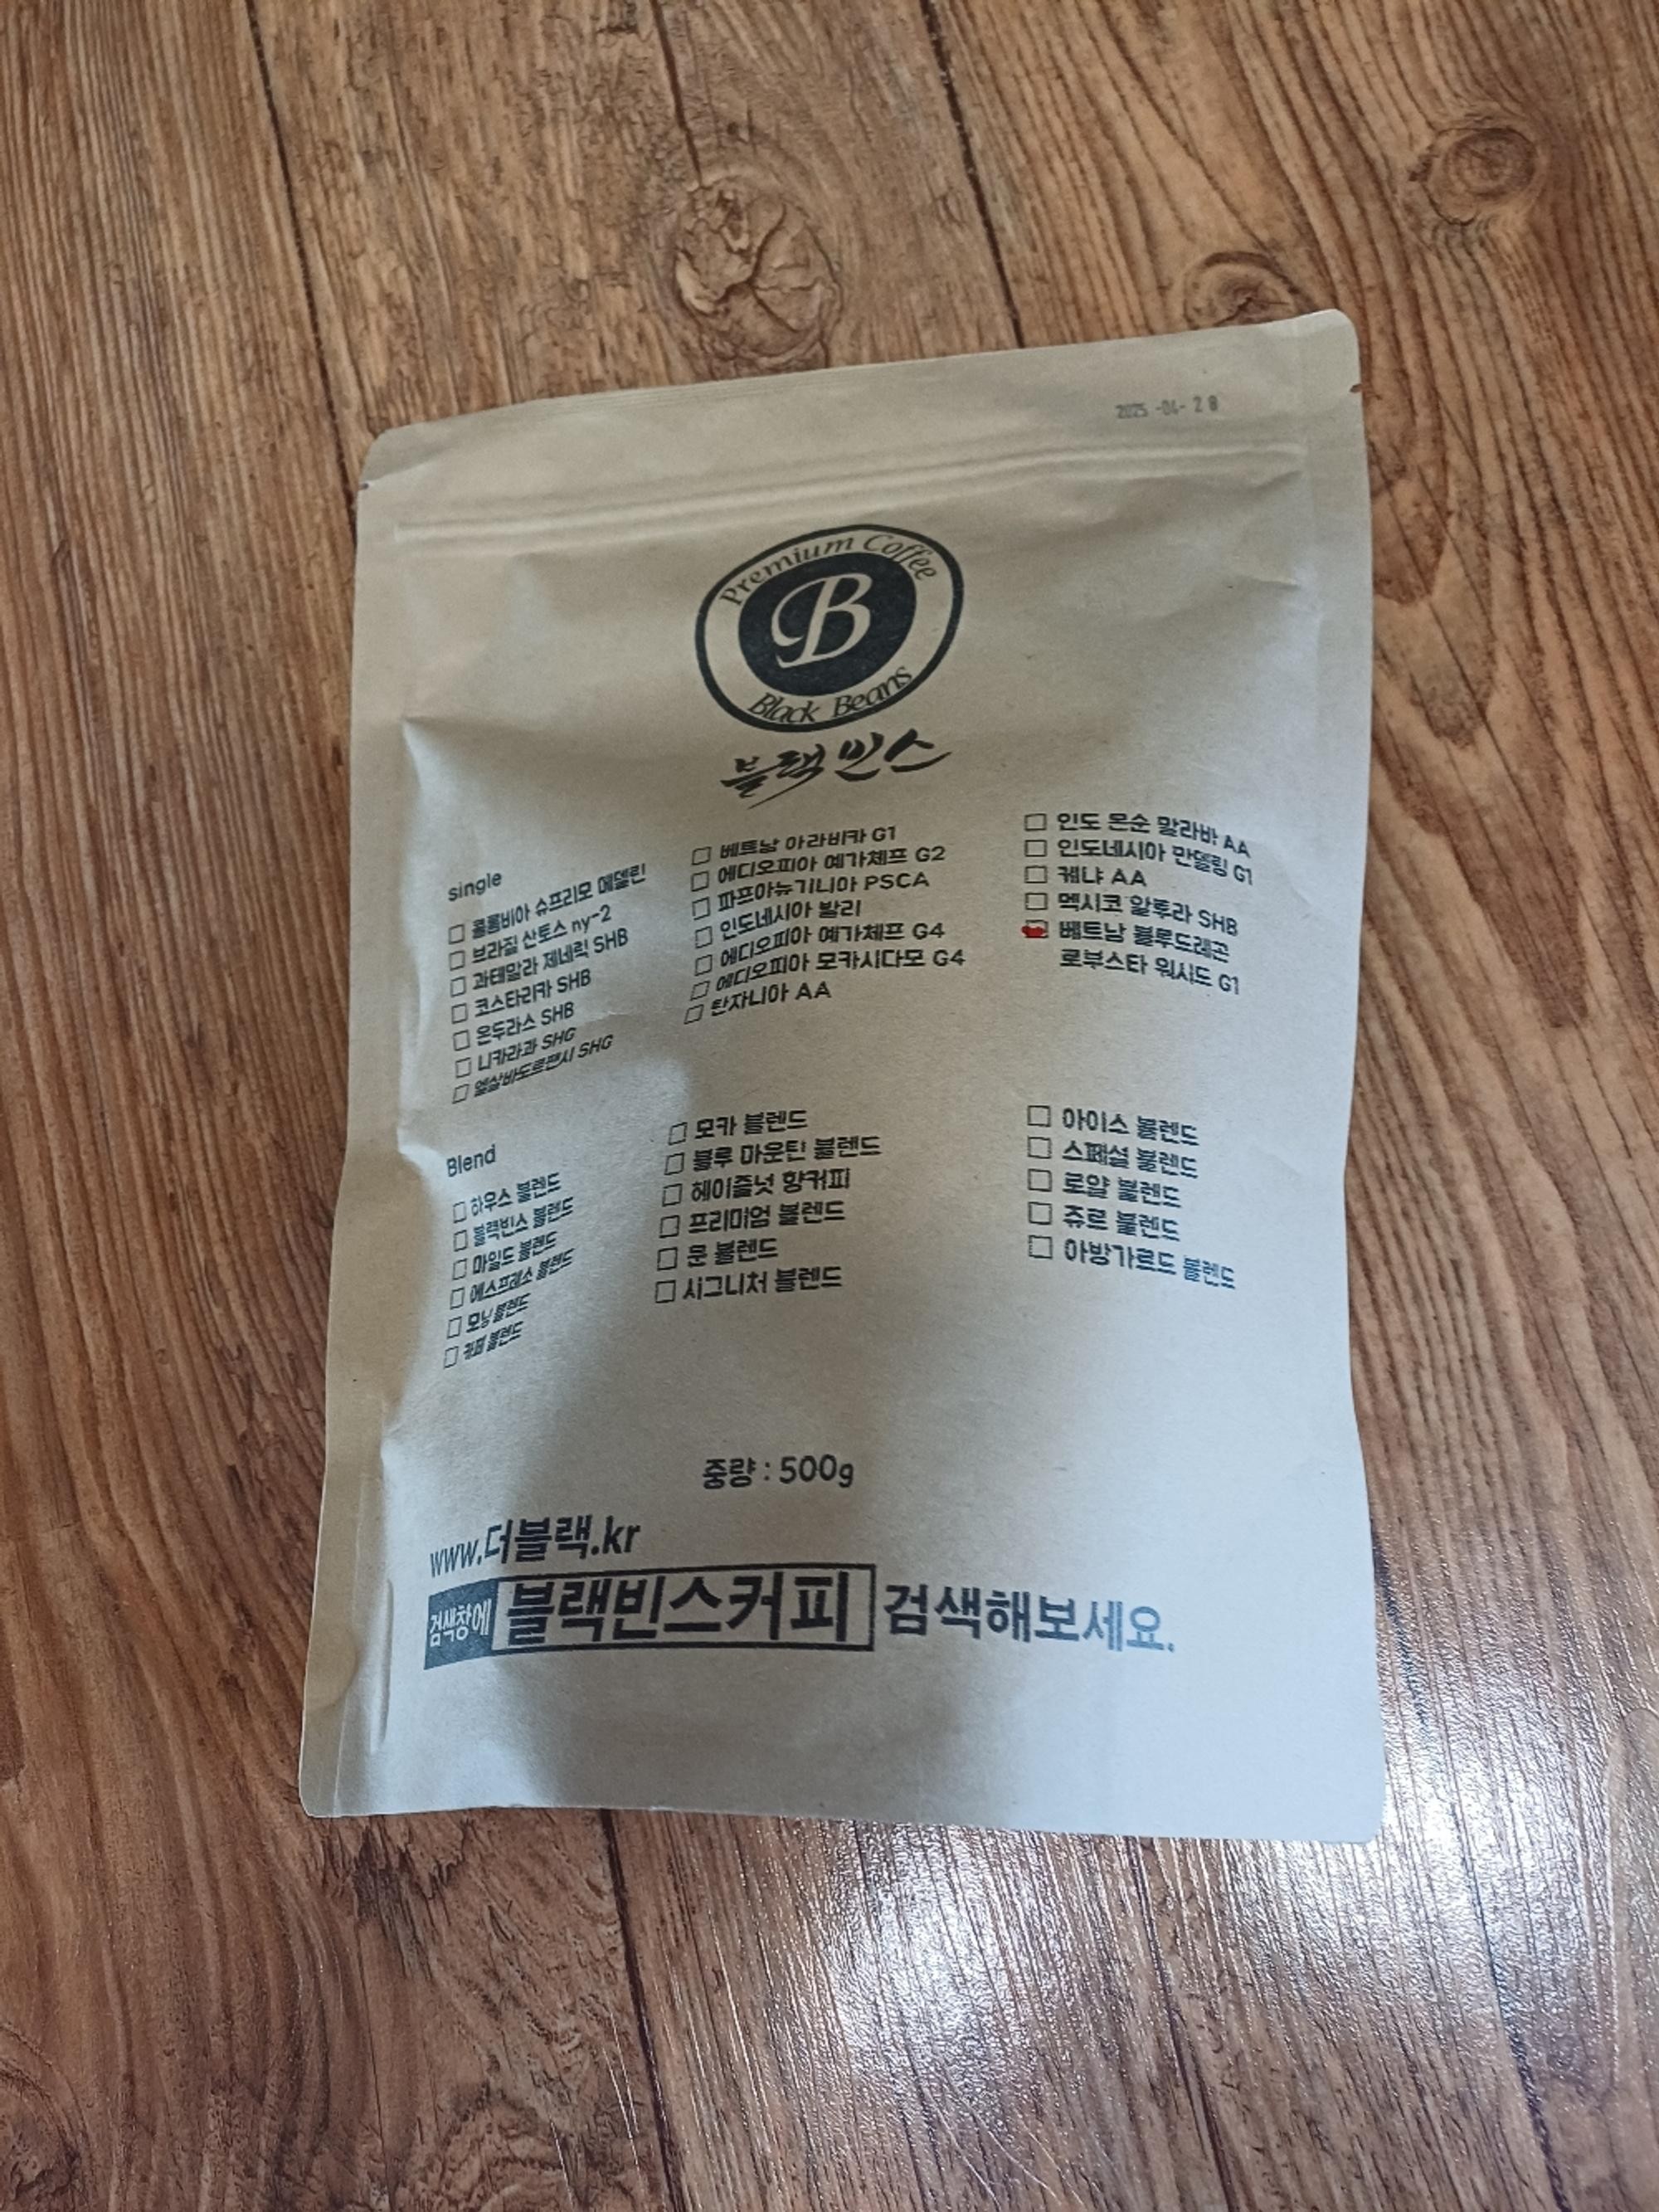 2025 -04- 28
Premium Coffee
B
Black Beans
블랙빈스
single
□ 콜롬비아 슈프리모 메델린
□ 브라질 산토스 ny-2
□ 과테말라 제네릭 SHB
□ 코스타리카 SHB
□ 온두라스 SHB
□ 니카라과 SHG
□ 엘살바도르팬시 SHG
□ 베트남 아라비카 G1
□ 에디오피아 예가체프 G2
□ 파프아뉴기니아 PSCA
□ 인도네시아 발리
□ 에디오피아 예가체프 G4
□ 에디오피아 모카시다모 G4
□ 탄자니아 AA
□ 인도 몬순 말라바 AA
□ 인도네시아 만델링 G1
□ 케냐 AA
□ 멕시코 알투라 SHB
□ 베트남 블루드래곤
로부스타 워시드 G1
Blend
□ 하우스 블렌드
□ 블랙빈스 블렌드
□ 마일드 블렌드
□ 에스프레소 블렌드
□ 모닝 블렌드
□ 블렌드
□ 모카 블렌드
□ 블루 마운틴 블렌드
□ 헤이즐넛 향커피
□ 프리미엄 블렌드
□ 문 블렌드
□ 시그니처 블렌드
□ 아이스 블렌드
□ 스페셜 블렌드
□ 로얄 블렌드
□ 쥬르 블렌드
□ 아방가르드 블렌드
중량 : 500g
www.더블랙.kr
검색창에 블랙빈스커피 검색해보세요.